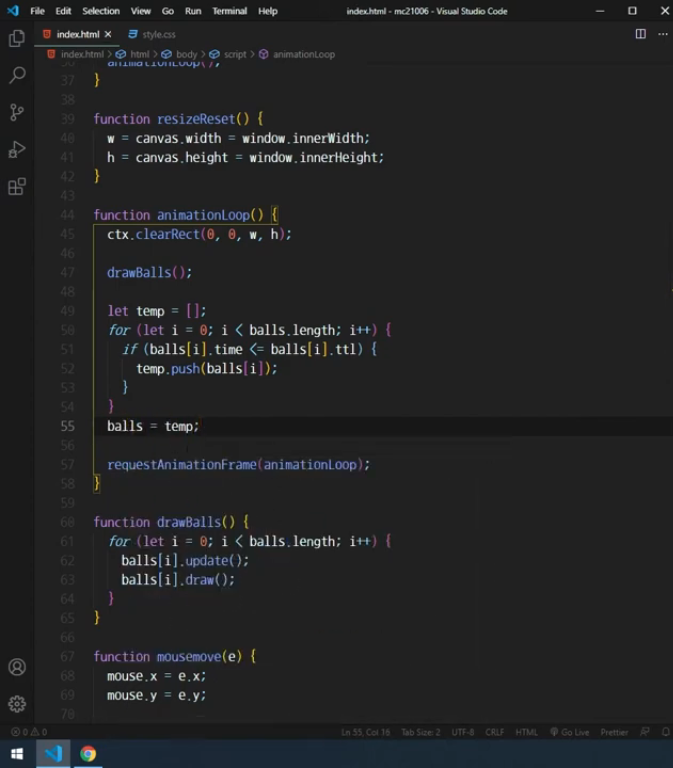 File Edit Selection View Go Run Terminal Help index.html - mc21006 - Visual Studio Code
index.html style.css
index.html > html > body > script > animationLoop
36 animationLoop();
37 }
38
39 function resizeReset() {
40 w = canvas.width = window.innerWidth;
41 h = canvas.height = window.innerHeight;
42 }
43
44 function animationLoop() {
45 ctx.clearRect(0, 0, w, h);
46
47 drawBalls();
48
49 let temp = [];
50 for (let i = 0; i < balls.length; i++) {
51 if (balls[i].time <= balls[i].ttl) {
52 temp.push(balls[i]);
53 }
54 }
55 balls = temp;
56
57 requestAnimationFrame(animationLoop);
58 }
59
60 function drawBalls() {
61 for (let i = 0; i < balls.length; i++) {
62 balls[i].update();
63 balls[i].draw();
64 }
65 }
66
67 function mousemove(e) {
68 mouse.x = e.x;
69 mouse.y = e.y;
70
0 0 Ln 55, Col 16 Tab Size: 2 UTF-8 CRLF HTML Go Live Prettier